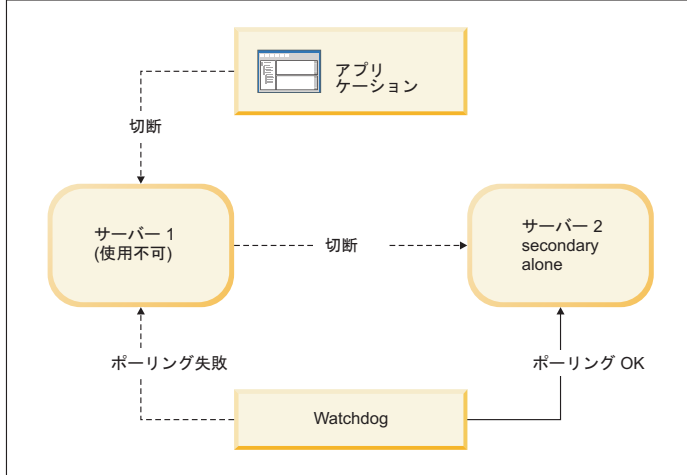 アプリ
ケーション
切断
サーバー 1
(使用不可)
切断
サーバー 2
secondary
alone
ポーリング失敗
ポーリング OK
Watchdog